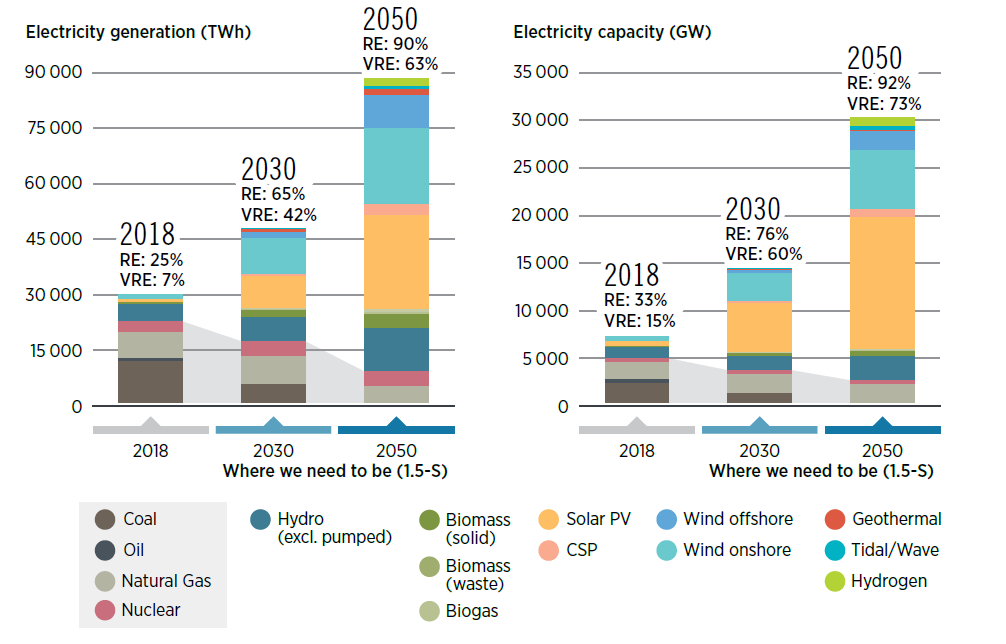 Electricity generation (TWh)
2050
RE: 90%
VRE: 63%
90 000
75 000
60 000
45 000
30 000
15 000
0
2030
RE: 65%
VRE: 42%
2018
RE: 25%
VRE: 7%
2018
2030
2050
Where we need to be (1.5-S)
Electricity capacity (GW)
2050
RE: 92%
VRE: 73%
35 000
30 000
25 000
20 000
15 000
10 000
5 000
0
2030
RE: 76%
VRE: 60%
2018
RE: 33%
VRE: 15%
2018
2030
2050
Where we need to be (1.5-S)
Coal
Oil
Natural Gas
Nuclear
Hydro
(excl. pumped)
Biomass
(solid)
Biomass
(waste)
Biogas
Solar PV
CSP
Wind offshore
Wind onshore
Geothermal
Tidal/Wave
Hydrogen